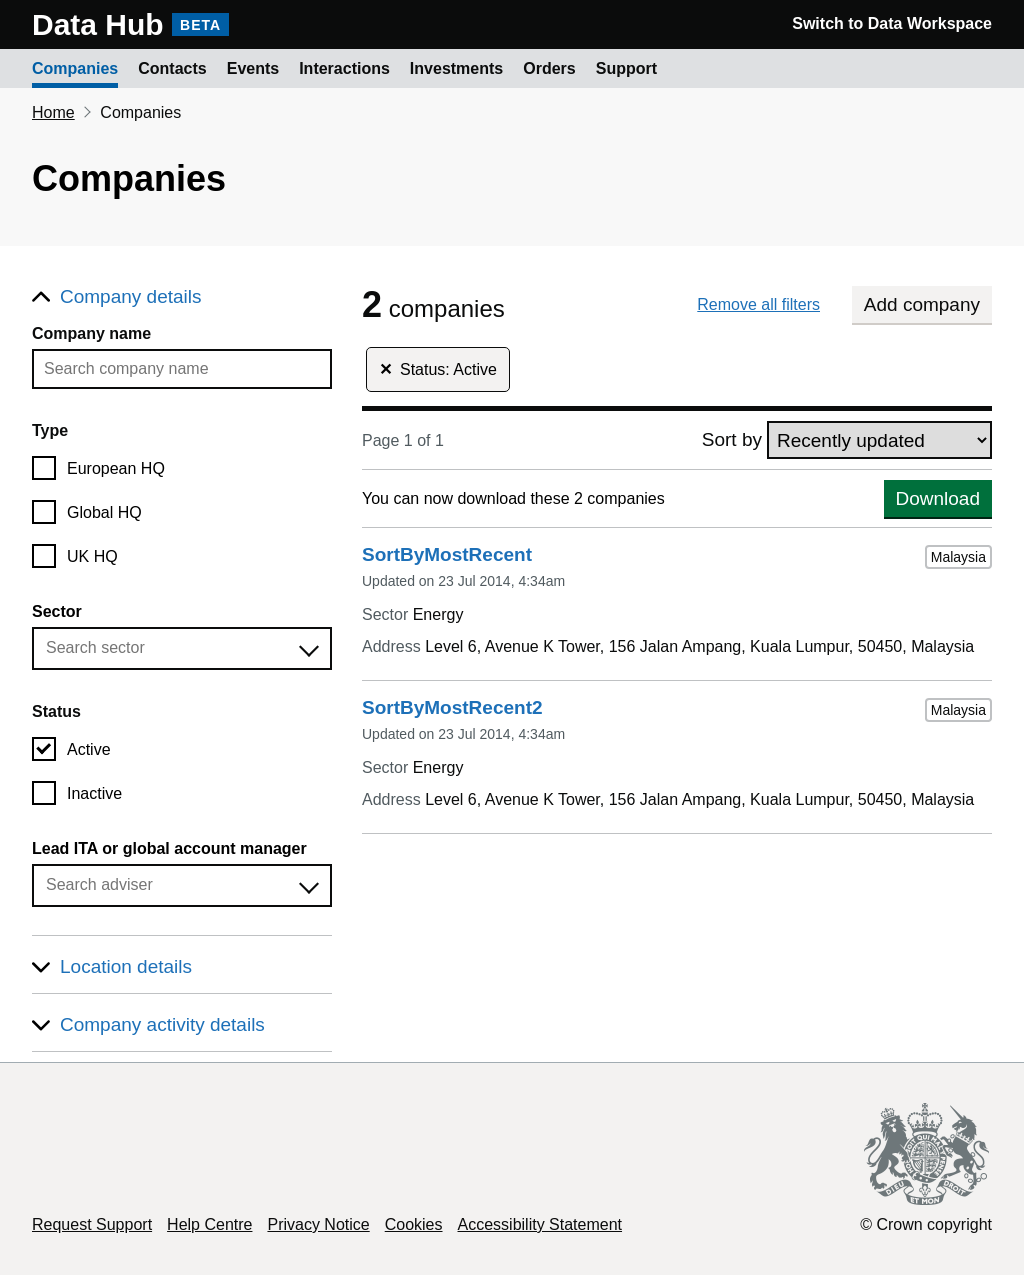 Data Hub BETA
Switch to Data Workspace
Companies Contacts Events Interactions Investments Orders Support
Home Companies
Companies
Company details
Company name
Search company name
Type
European HQ
Global HQ
UK HQ
Sector
Search sector
Status
Active
Inactive
Lead ITA or global account manager
Search adviser
Location details
Company activity details
2 companies
Remove all filters
Add company
✕ Status: Active
Page 1 of 1
Sort by Recently updated
You can now download these 2 companies
Download
SortByMostRecent
Malaysia
Updated on 23 Jul 2014, 4:34am
Sector Energy
Address Level 6, Avenue K Tower, 156 Jalan Ampang, Kuala Lumpur, 50450, Malaysia
SortByMostRecent2
Malaysia
Updated on 23 Jul 2014, 4:34am
Sector Energy
Address Level 6, Avenue K Tower, 156 Jalan Ampang, Kuala Lumpur, 50450, Malaysia
DIEU ET MON DROIT
Request Support Help Centre Privacy Notice Cookies Accessibility Statement
© Crown copyright